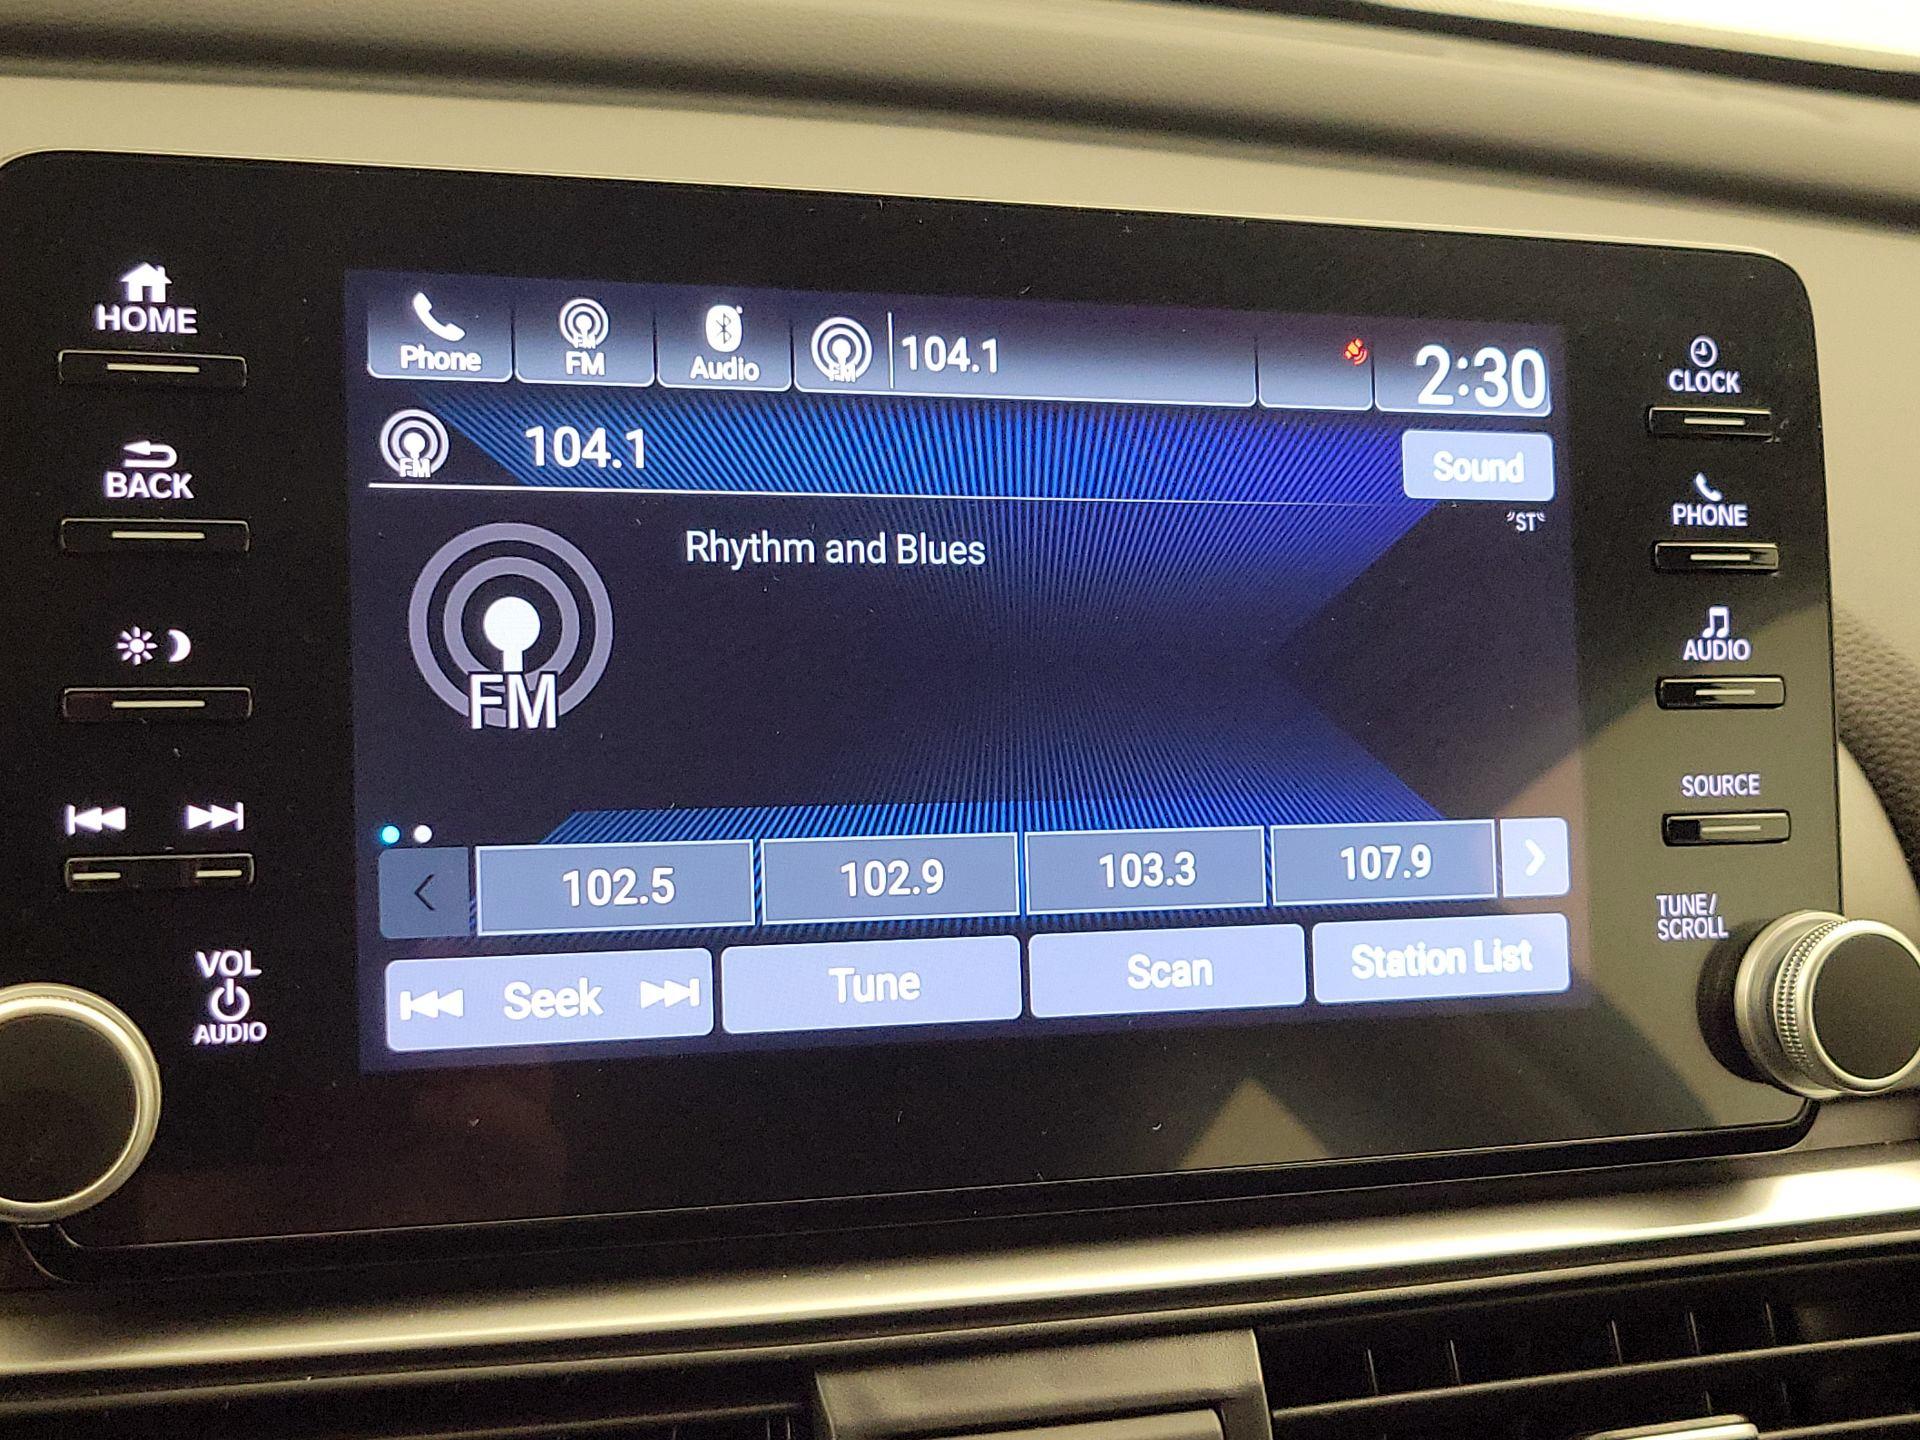 HOME
BACK
VOL
AUDIO
Phone
FM
FM
Audio
FM
104.1
2:30
FM
104.1
Sound
"ST"
Rhythm and Blues
FM
102.5
102.9
103.3
107.9
Seek
Tune
Scan
Station List
CLOCK
PHONE
AUDIO
SOURCE
TUNE/
SCROLL